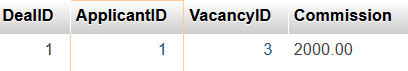 DealID ApplicantID VacancyID Commission
1 1 3 2000.00